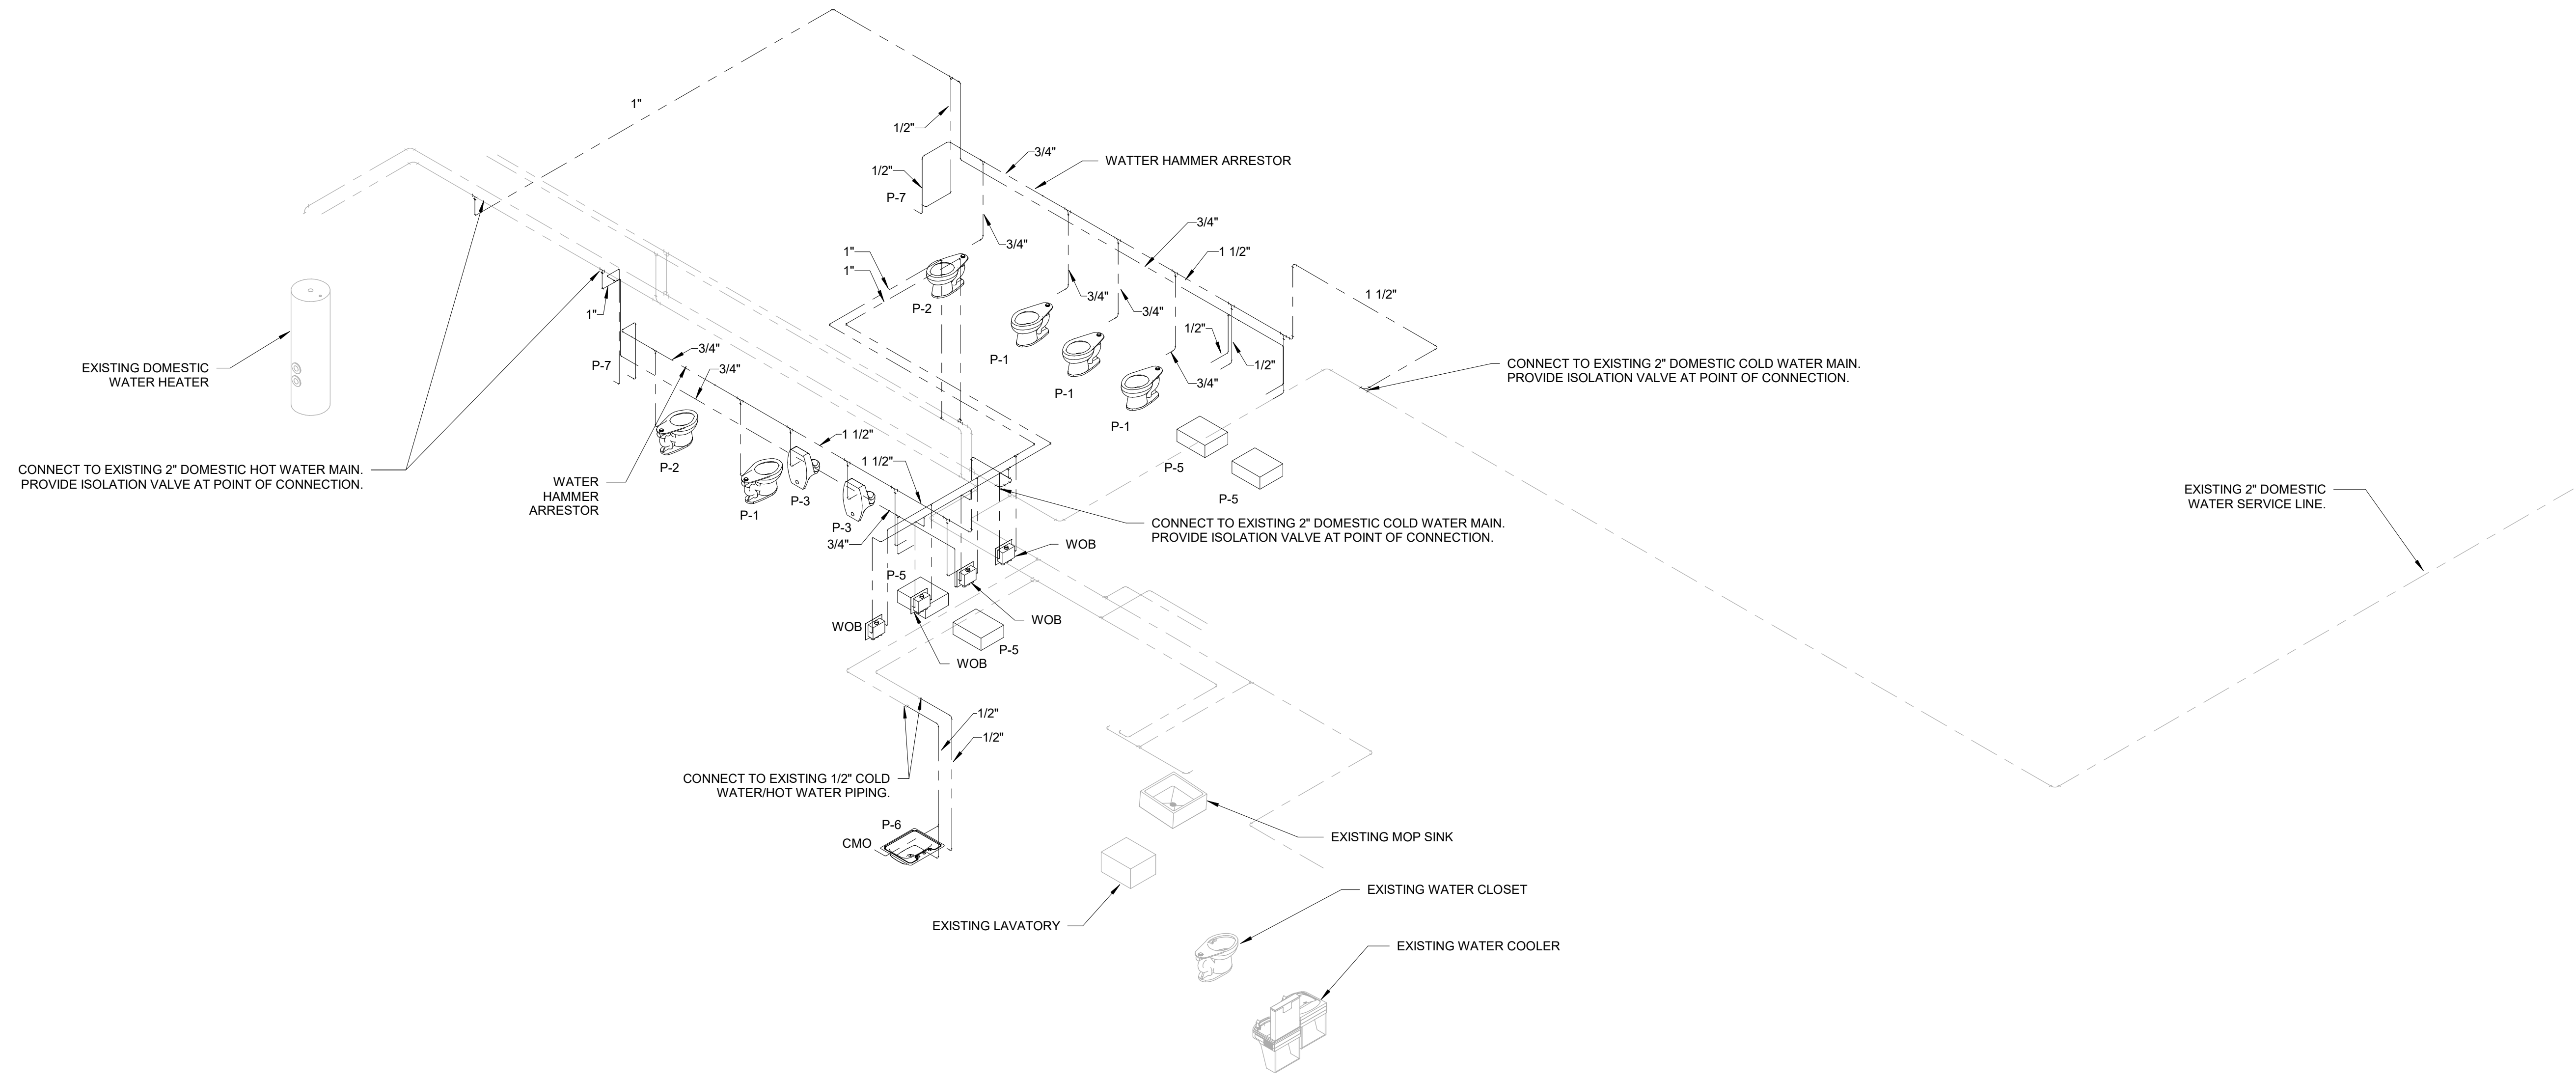 1"
1/2"
3/4"
WATTER HAMMER ARRESTOR
1/2"
P-7
3/4"
3/4"
1 1/2"
1"
1"
P-2
3/4"
3/4"
1 1/2"
1"
1/2"
1/2"
P-1
P-1
P-1
3/4"
3/4"
3/4"
P-7
EXISTING DOMESTIC
WATER HEATER
CONNECT TO EXISTING 2" DOMESTIC COLD WATER MAIN.
PROVIDE ISOLATION VALVE AT POINT OF CONNECTION.
1 1/2"
1 1/2"
P-5
P-5
CONNECT TO EXISTING 2" DOMESTIC HOT WATER MAIN.
PROVIDE ISOLATION VALVE AT POINT OF CONNECTION.
P-2
WATER
HAMMER
ARRESTOR
P-1
P-3
P-3
3/4"
EXISTING 2" DOMESTIC
WATER SERVICE LINE.
CONNECT TO EXISTING 2" DOMESTIC COLD WATER MAIN.
PROVIDE ISOLATION VALVE AT POINT OF CONNECTION.
WOB
P-5
WOB
WOB
P-5
WOB
1/2"
1/2"
CONNECT TO EXISTING 1/2" COLD
WATER/HOT WATER PIPING.
P-6
CMO
EXISTING MOP SINK
EXISTING WATER CLOSET
EXISTING LAVATORY
EXISTING WATER COOLER